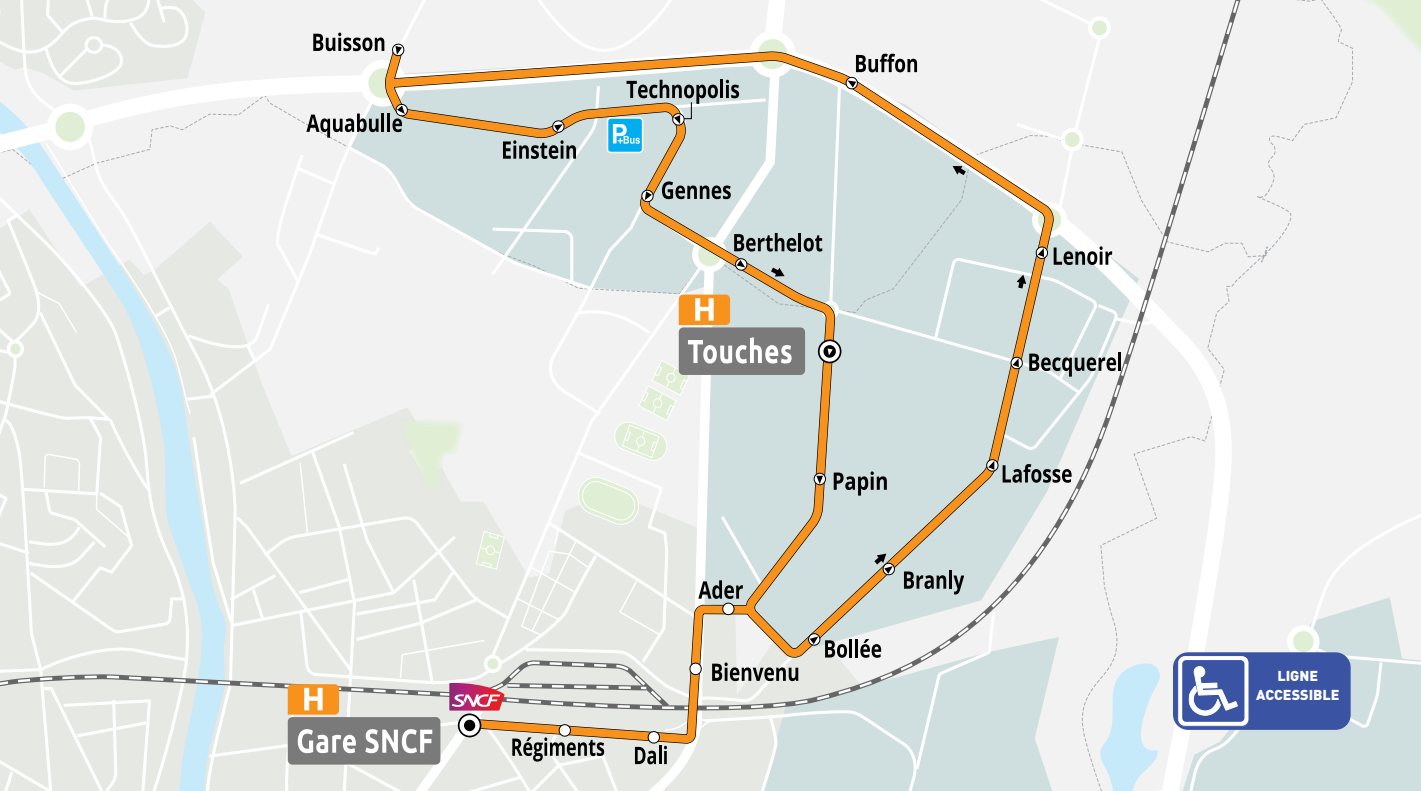 Buisson
Buffon
Technopolis
Aquabulle
P
+Bus
Einstein
Gennes
Berthelot
Lenoir
H
Touches
Becquerel
Lafosse
Papin
Branly
Ader
Bollée
Bienvenu
LIGNE
ACCESSIBLE
SNCF
H
Gare SNCF
Régiments
Dali